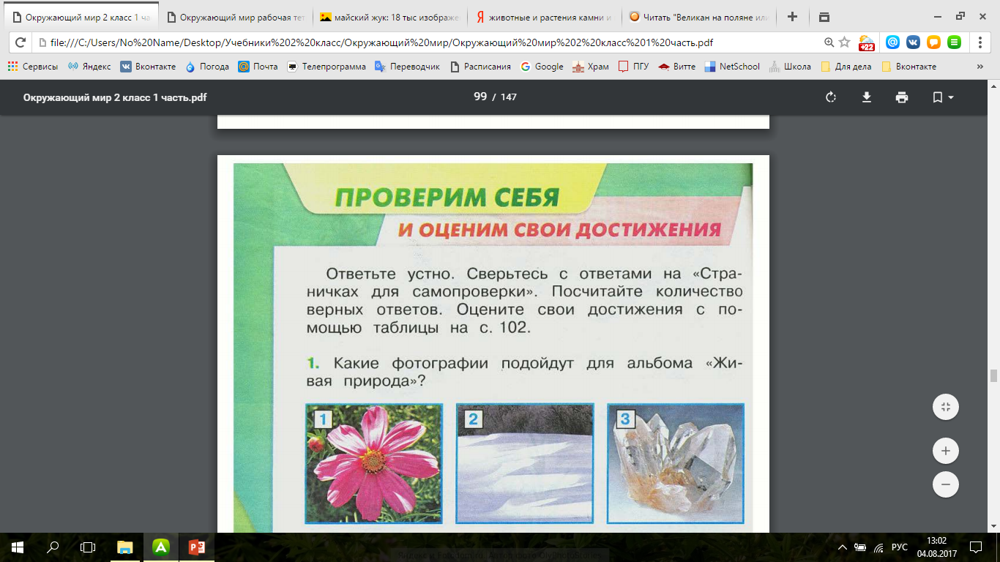 Окружающий мир 2 класс 1 ча
Окружающий мир рабочая тет
майский жук: 18 тыс изображе
животные и растения камни и
Читать "Великан на поляне или
file:///C:/Users/No%20Name/Desktop/Учебники%202%20класс/Окружающий%20мир/Окружающий%20мир%202%20класс%201%20часть.pdf
+22
Сервисы Яндекс Вконтакте Погода Почта Телепрограмма Переводчик Расписания Google Храм ПГУ Витте NetSchool Школа Для дела Вконтакте »
Окружающий мир 2 класс 1 часть.pdf
99 / 147
ПРОВЕРИМ СЕБЯ
И ОЦЕНИМ СВОИ ДОСТИЖЕНИЯ
Ответьте устно. Сверьтесь с ответами на «Стра-
ничках для самопроверки». Посчитайте количество
верных ответов. Оцените свои достижения с по-
мощью таблицы на с. 102.
1. Какие фотографии подойдут для альбома «Жи-
вая природа»?
1 2 3
РУС
13:02
04.08.2017